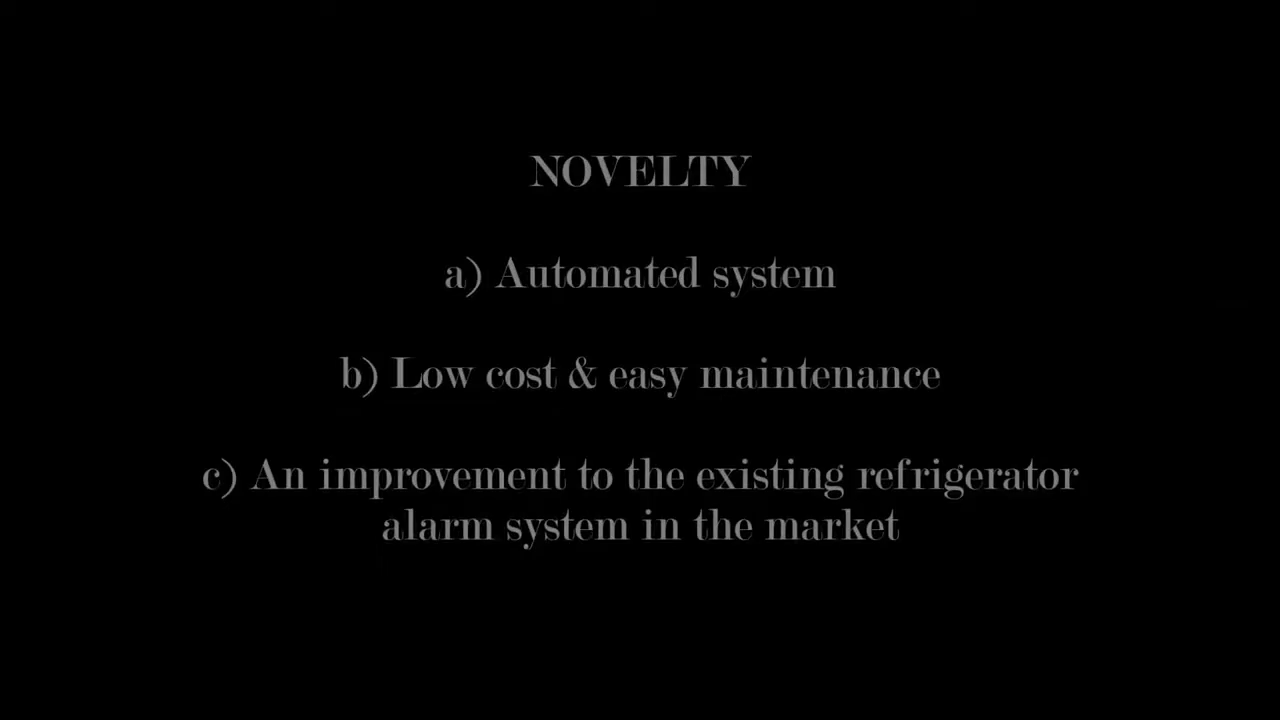 NOVELTY
a) Automated system
b) Low cost & easy maintenance
c) An improvement to the existing refrigerator
alarm system in the market